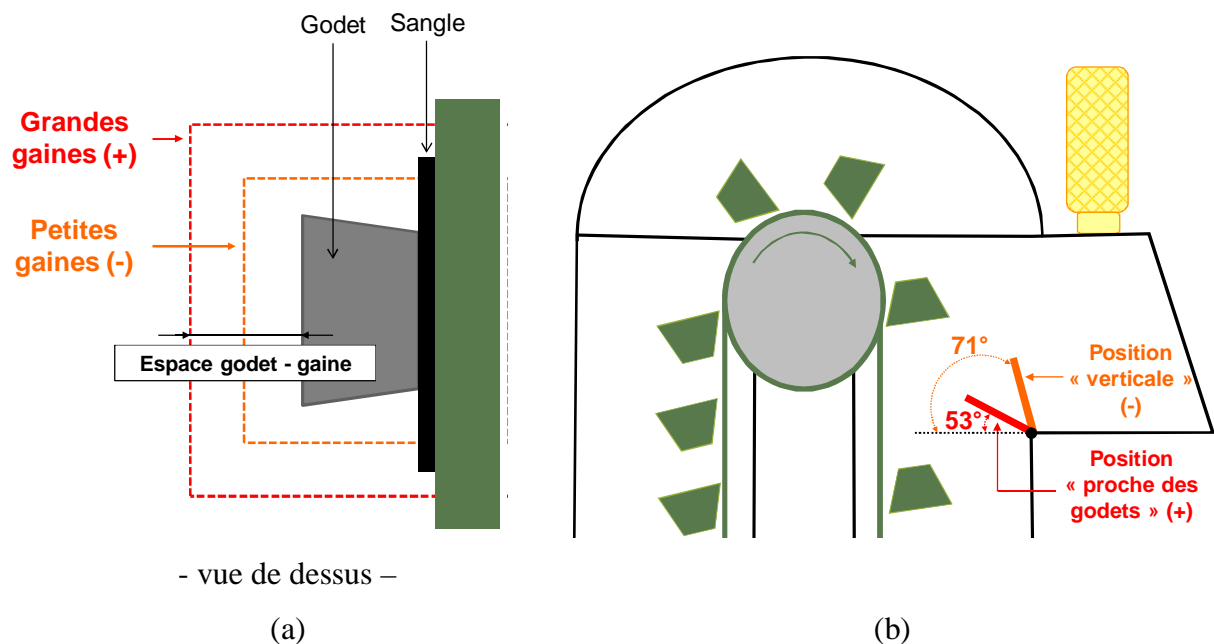 Godet
Sangle
Grandes
gaines (+)
Petites
gaines (-)
Espace godet - gaine
- vue de dessus –
(a)
71°
53°
Position
« verticale »
(-)
Position
« proche des
godets » (+)
(b)